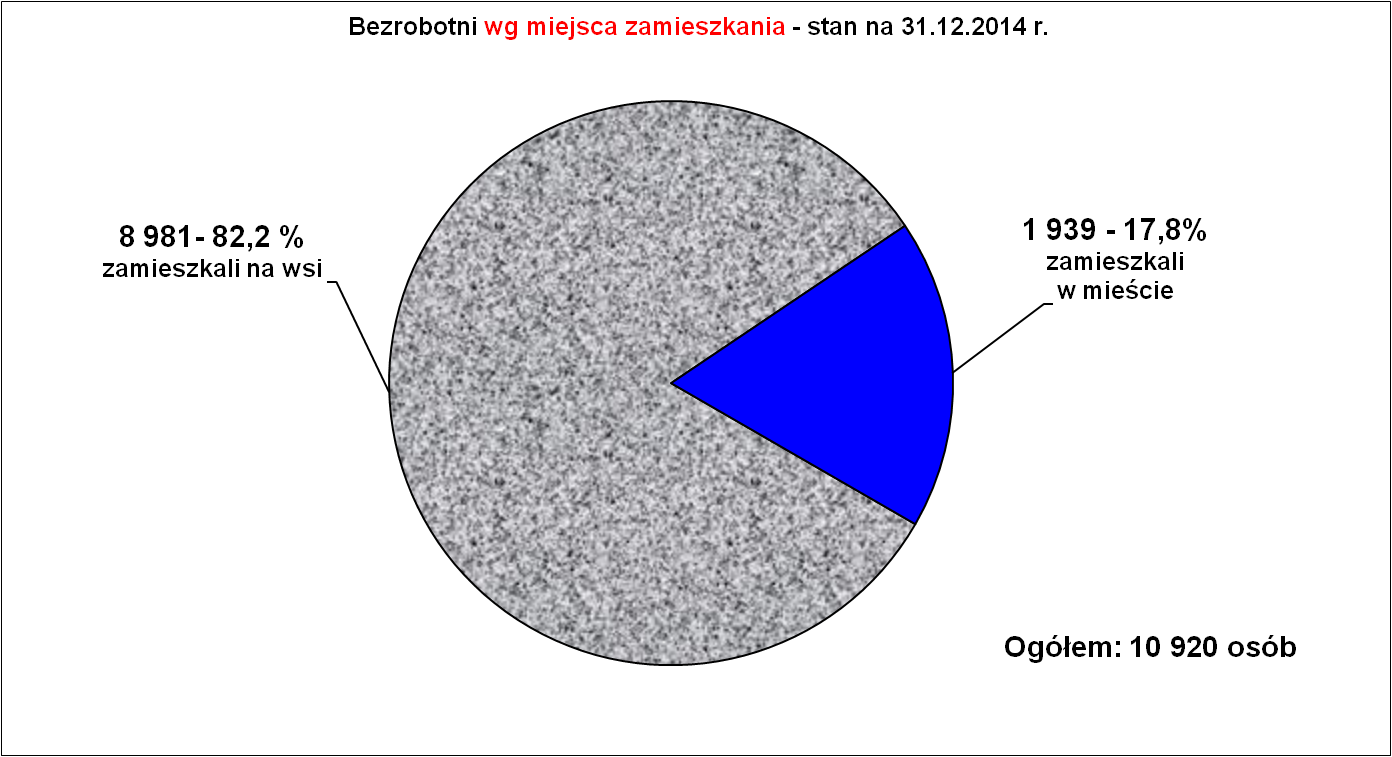 Bezrobotni wg miejsca zamieszkania - stan na 31.12.2014 r.
8 981- 82,2 %
zamieszkali na wsi
1 939 - 17,8%
zamieszkali
w mieście
Ogółem: 10 920 osób